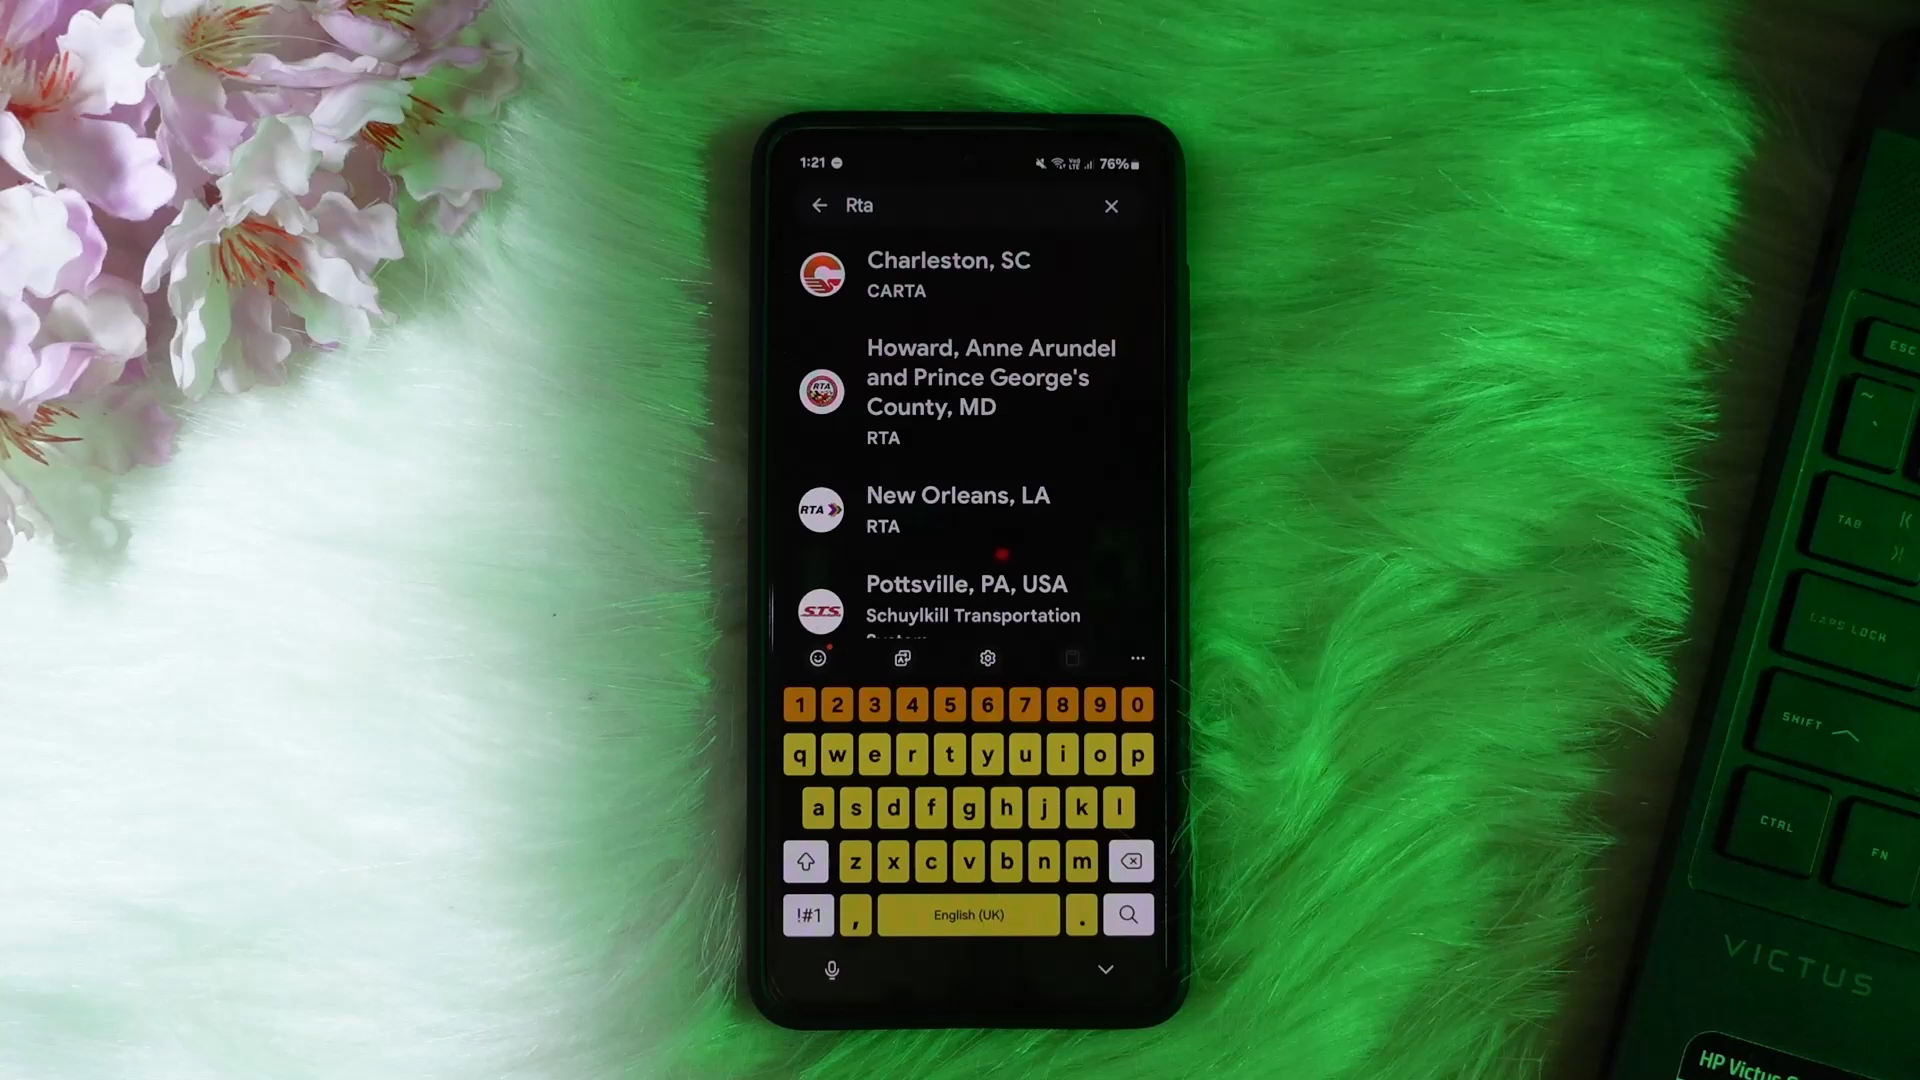 1:21
76%
Rta
Charleston, SC
CARTA
Howard, Anne Arundel
and Prince George's
County, MD
RTA
RTA
New Orleans, LA
RTA
RTA
Pottsville, PA, USA
STS
Schuylkill Transportation
1 2 3 4 5 6 7 8 9 0
q w e r t y u i o p
a s d f g h j k l
z x c v b n m
!#1 , English (UK) .
ESC
~
TAB
CAPS LOCK
SHIFT
CTRL
FN
VICTUS
HP Victus